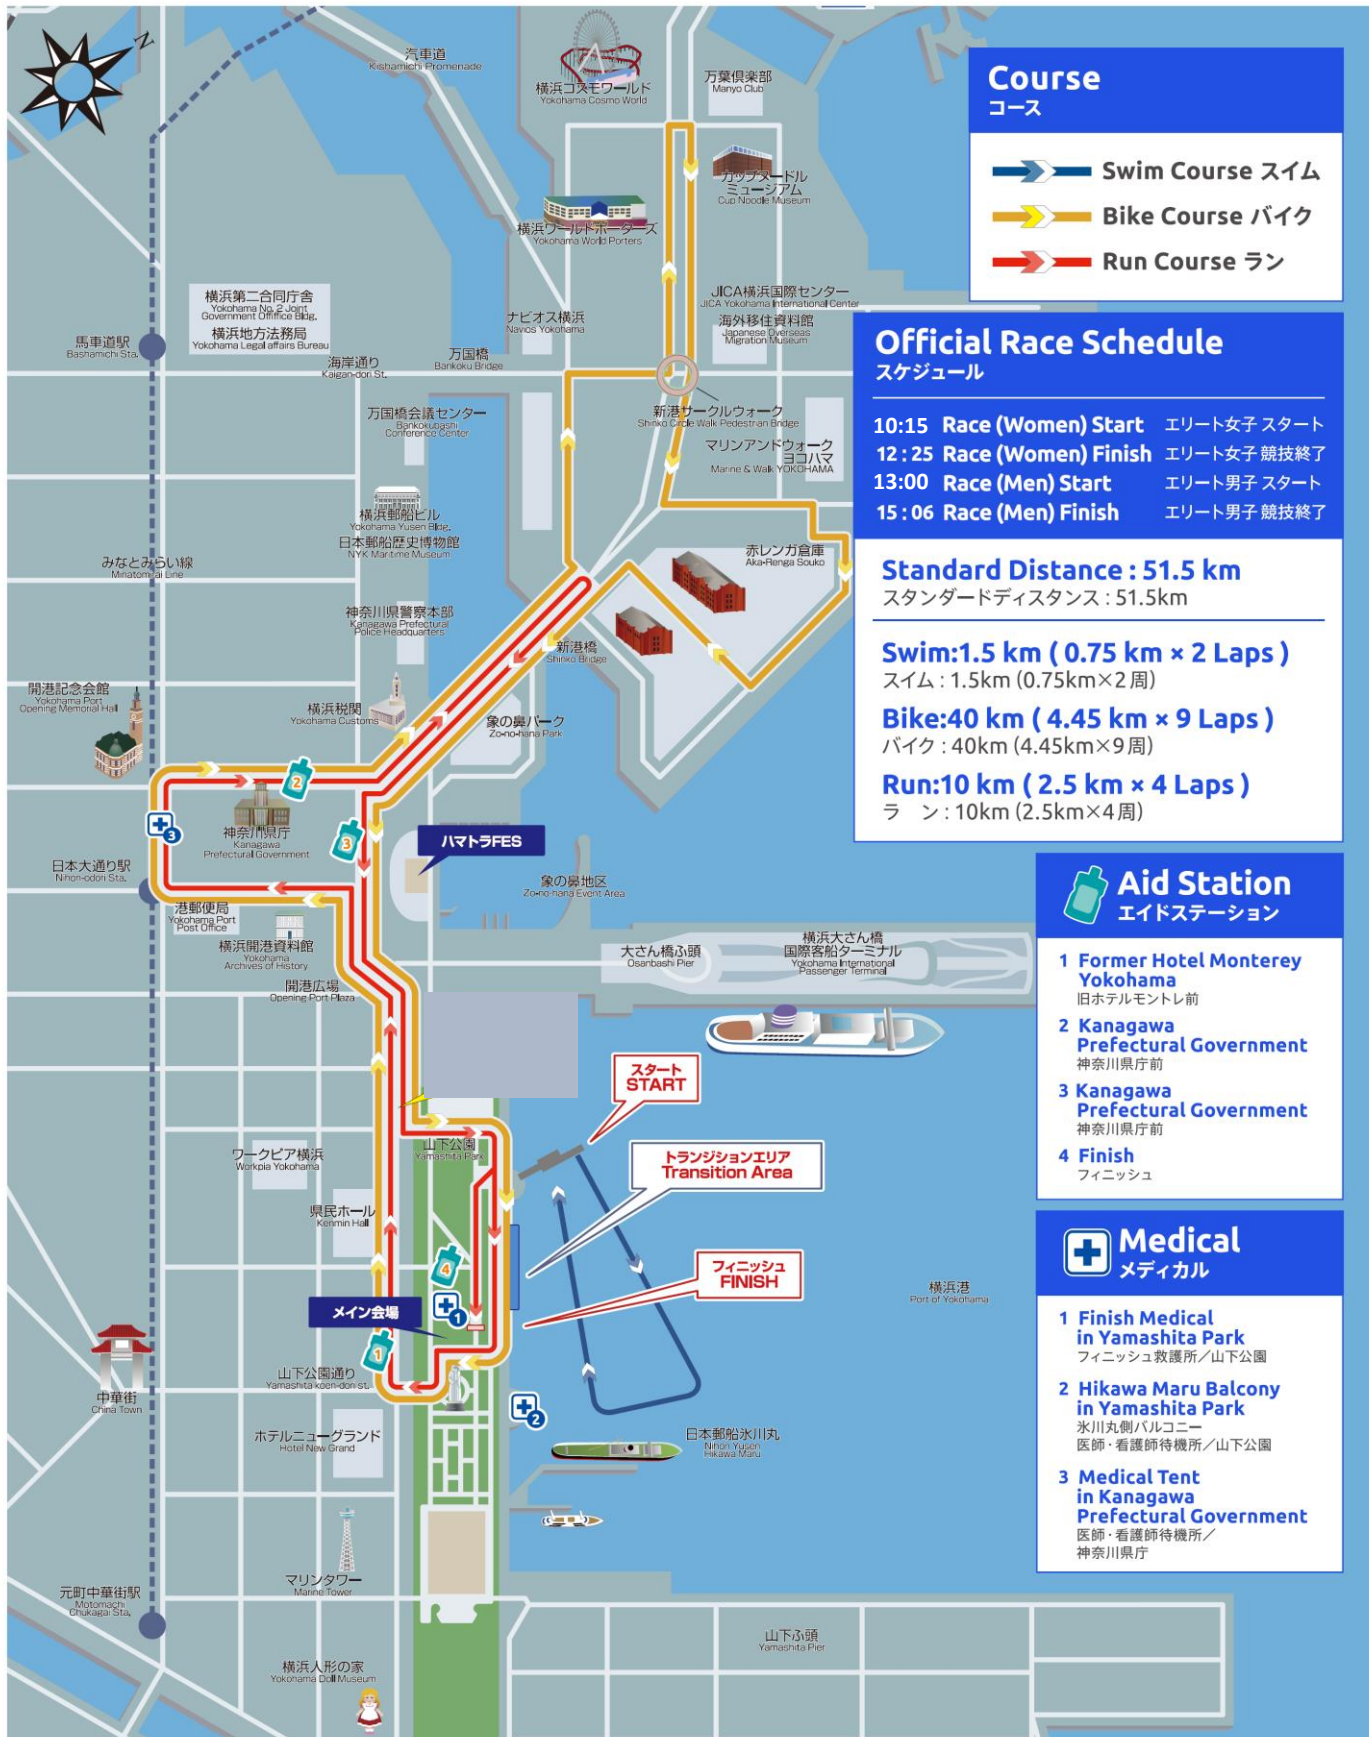 N
汽車道
Kishamichi Promenade
横浜コスモワールド
Yokohama Cosmo World
万葉倶楽部
Manyo Club
カップヌードル
ミュージアム
Cup Noodle Museum
横浜ワールドポーターズ
Yokohama World Porters
横浜第二合同庁舎
Yokohama No. 2 Joint
Government Offifice Bldg.
横浜地方法務局
Yokohama Legal affairs Bureau
JICA横浜国際センター
JICA Yokohama International Center
海外移住資料館
Japanese Overseas
Migration Museum
ナビオス横浜
Navios Yokohama
馬車道駅
Bashamichi Sta.
海岸通り
Kaigan-dori St.
万国橋
Bankoku Bridge
万国橋会議センター
Bankokubashi
Conference Center
新港サークルウォーク
Shinko Circle Walk Pedestrian Bridge
マリンアンドウォーク
ヨコハマ
Marine & Walk YOKOHAMA
横浜郵船ビル
Yokohama Yusen Bldg.
日本郵船歴史博物館
NYK Maritime Museum
みなとみらい線
Minatomirai Line
赤レンガ倉庫
Aka-Renga Souko
神奈川県警察本部
Kanagawa Prefectural
Police Headquarters
新港橋
Shinko Bridge
開港記念会館
Yokohama Port
Opening Memorial Hall
横浜税関
Yokohama Customs
象の鼻パーク
Zo-no-hana Park
2
3
3
神奈川県庁
Kanagawa
Prefectural Government
ハマトラFES
日本大通り駅
Nihon-odori Sta.
象の鼻地区
Zo-no-hana Event Area
港郵便局
Yokohama Port
Post Office
横浜開港資料館
Yokohama
Archives of History
大さん橋ふ頭
Osanbashi Pier
横浜大さん橋
国際客船ターミナル
Yokohama International
Passenger Terminal
開港広場
Opening Port Plaza
スタート
START
山下公園
Yamashita Park
ワークピア横浜
Workpia Yokohama
トランジションエリア
Transition Area
県民ホール
Kenmin Hall
4
フィニッシュ
FINISH
横浜港
Port of Yokohama
1
メイン会場
1
山下公園通り
Yamashita koen-dori st.
中華街
China Town
2
ホテルニューグランド
Hotel New Grand
日本郵船氷川丸
Nihon Yusen
Hikawa Maru
マリンタワー
Marine Tower
元町中華街駅
Motomachi
Chukagai Sta.
山下ふ頭
Yamashita Pier
横浜人形の家
Yokohama Doll Museum
Course
コース
Swim Course スイム
Bike Course バイク
Run Course ラン
Official Race Schedule
スケジュール
10:15 Race (Women) Start エリート女子 スタート
12:25 Race (Women) Finish エリート女子 競技終了
13:00 Race (Men) Start エリート男子 スタート
15:06 Race (Men) Finish エリート男子 競技終了
Standard Distance : 51.5 km
スタンダードディスタンス : 51.5km
Swim:1.5 km ( 0.75 km × 2 Laps )
スイム : 1.5km (0.75km×2周)
Bike:40 km ( 4.45 km × 9 Laps )
バイク : 40km (4.45km×9周)
Run:10 km ( 2.5 km × 4 Laps )
ラン : 10km (2.5km×4周)
Aid Station
エイドステーション
1 Former Hotel Monterey
Yokohama
旧ホテルモントレ前
2 Kanagawa
Prefectural Government
神奈川県庁前
3 Kanagawa
Prefectural Government
神奈川県庁前
4 Finish
フィニッシュ
Medical
メディカル
1 Finish Medical
in Yamashita Park
フィニッシュ救護所／山下公園
2 Hikawa Maru Balcony
in Yamashita Park
氷川丸側バルコニー
医師・看護師待機所／山下公園
3 Medical Tent
in Kanagawa
Prefectural Government
医師・看護師待機所／
神奈川県庁